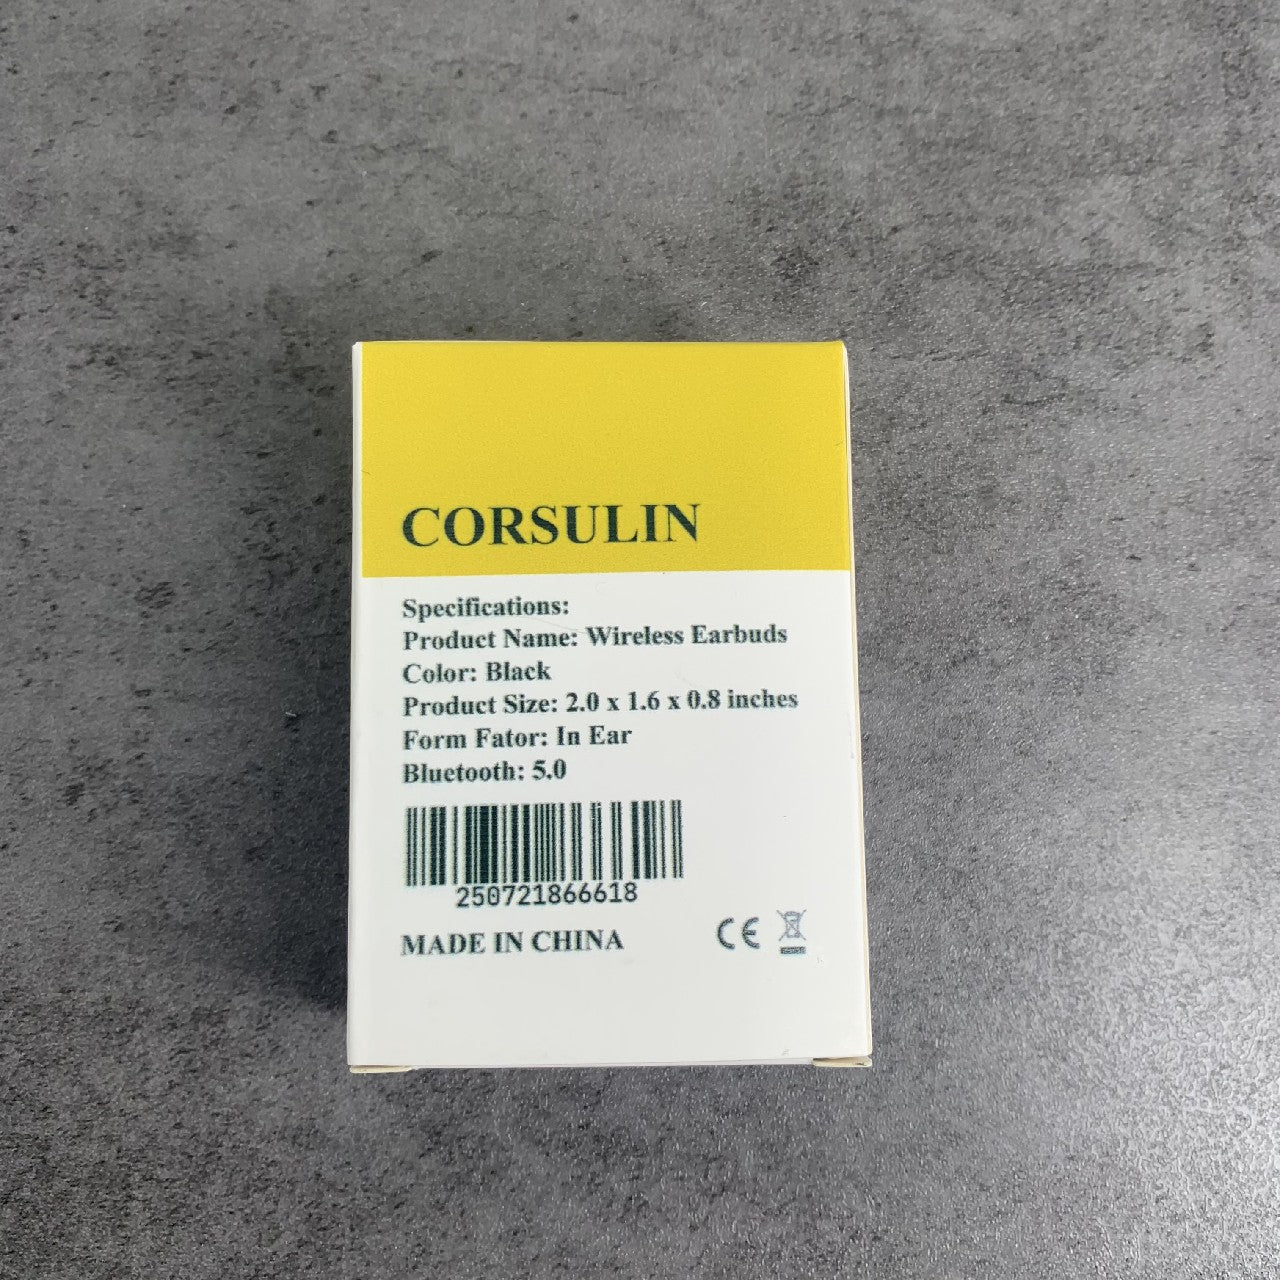 CORSULIN
Specifications:
Product Name: Wireless Earbuds
Color: Black
Product Size: 2.0 x 1.6 x 0.8 inches
Form Fator: In Ear
Bluetooth: 5.0
250721866618
MADE IN CHINA
CE